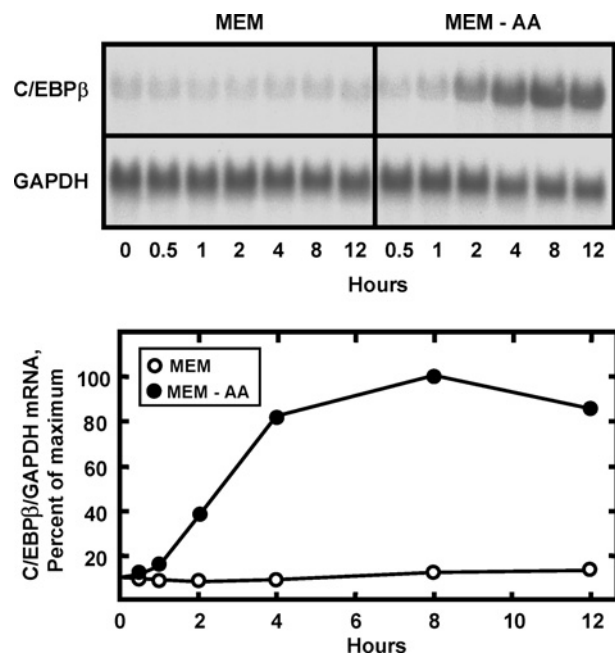 MEM MEM - AA
C/EBPβ
GAPDH
0 0.5 1 2 4 8 12 0.5 1 2 4 8 12
Hours
C/EBPβ/GAPDH mRNA,
Percent of maximum
100
80
60
40
20
MEM
MEM - AA
0 2 4 6 8 10 12
Hours